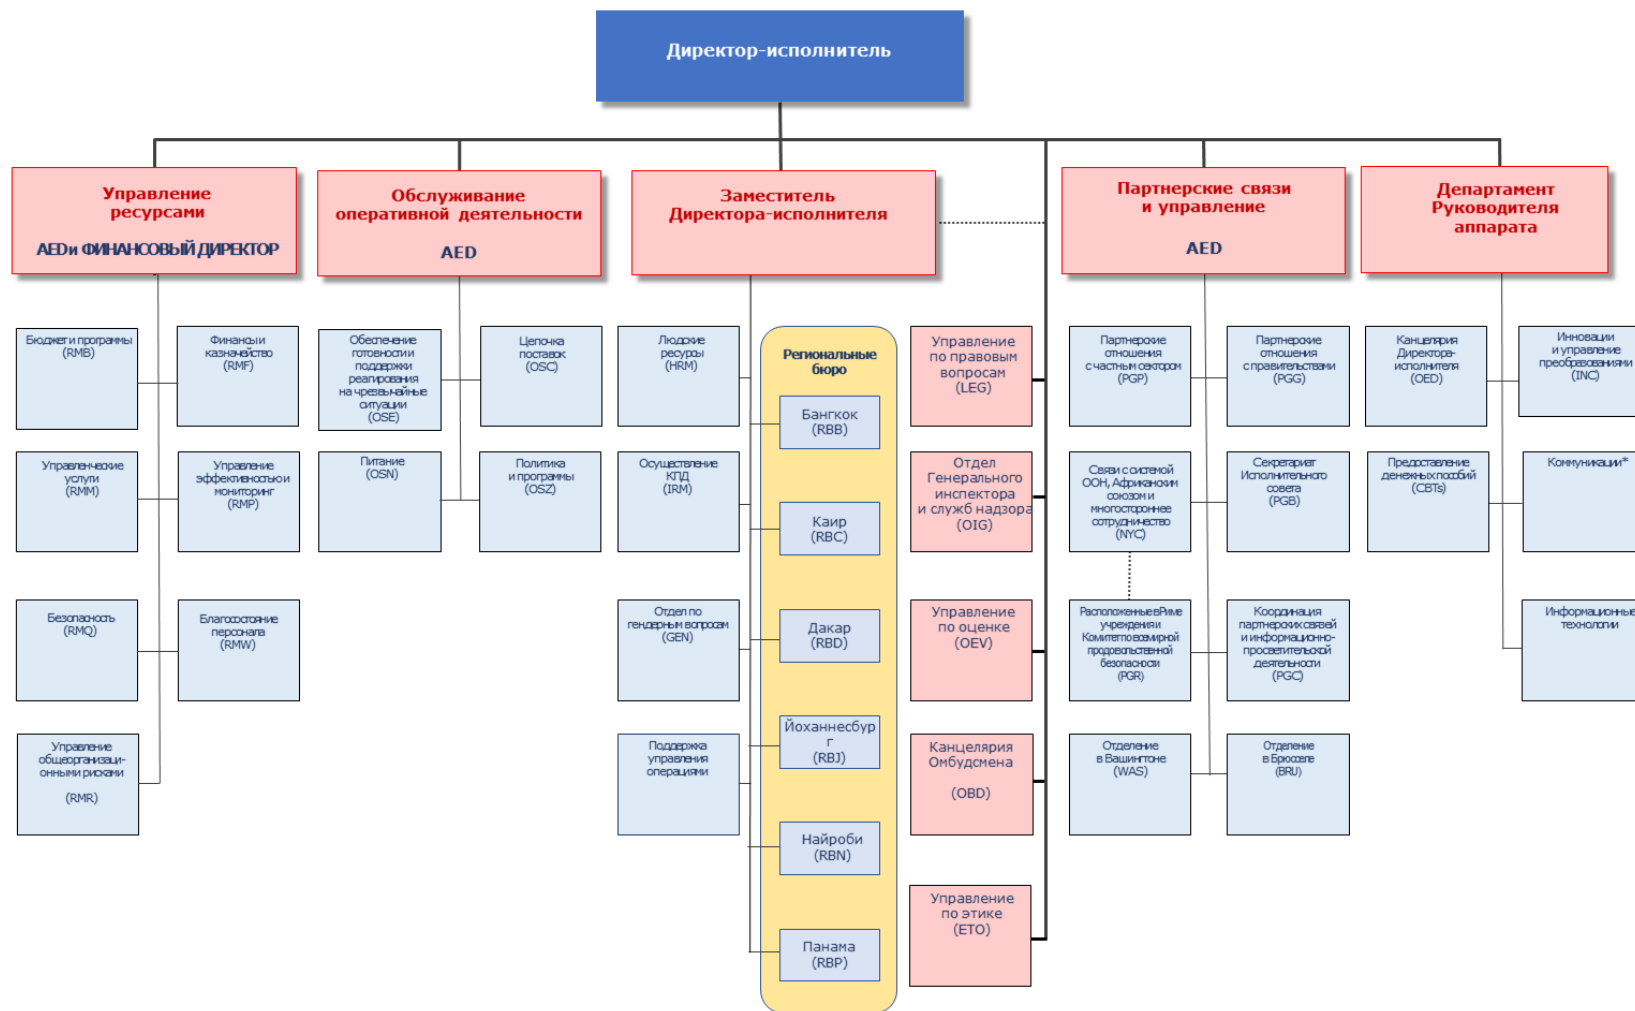 Директор-исполнитель
Управление
ресурсами
AED и ФИНАНСОВЫЙ ДИРЕКТОР
Обслуживание
оперативной деятельности
AED
Заместитель
Директора-исполнителя
Партнерские связи
и управление
AED
Департамент
Руководителя
аппарата
Бюджет и программы
(RMB)
Финансы и
казначейство
(RMF)
Управленческие
услуги
(RMM)
Управление
эффективностью и
мониторинг
(RMP)
Безопасность
(RMQ)
Благосостояние
персонала
(RMW)
Управление
общеорганизаци-
онными рисками
(RMR)
Обеспечение
готовности и
поддержки
реагирования
на чрезвычайные
ситуации
(OSE)
Цепочка
поставок
(OSC)
Питание
(OSN)
Политика
и программы
(OSZ)
Людские
ресурсы
(HRM)
Осуществление
КПД
(IRM)
Отдел по
гендерным вопросам
(GEN)
Поддержка
управления
операциями
Региональные
бюро
Бангкок
(RBB)
Каир
(RBC)
Дакар
(RBD)
Йоханнесбур
г
(RBJ)
Найроби
(RBN)
Панама
(RBP)
Управление
по правовым
вопросам
(LEG)
Отдел
Генерального
инспектора
и служб надзора
(OIG)
Управление
по оценке
(OEV)
Канцелярия
Омбудсмена
(OBD)
Управление
по этике
(ETO)
Партнерские
отношения
с частным сектором
(PGP)
Партнерские
отношения
с правительствами
(PGG)
Связи с системой
ООН, Африканским
союзом и
многостороннее
сотрудничество
(NYC)
Секретариат
Исполнительного
совета
(PGB)
Расположенные в Риме
учреждения и
Комитет по всемирной
продовольственной
безопасности
(PGR)
Координация
партнерских связей
и информационно-
просветительской
деятельности
(PGC)
Отделение
в Вашингтоне
(WAS)
Отделение
в Брюсселе
(BRU)
Канцелярия
Директора-
исполнителя
(OED)
Инновации
и управление
преобразованиями
(INC)
Предоставление
денежных пособий
(CBTs)
Коммуникации*
Информационные
технологии